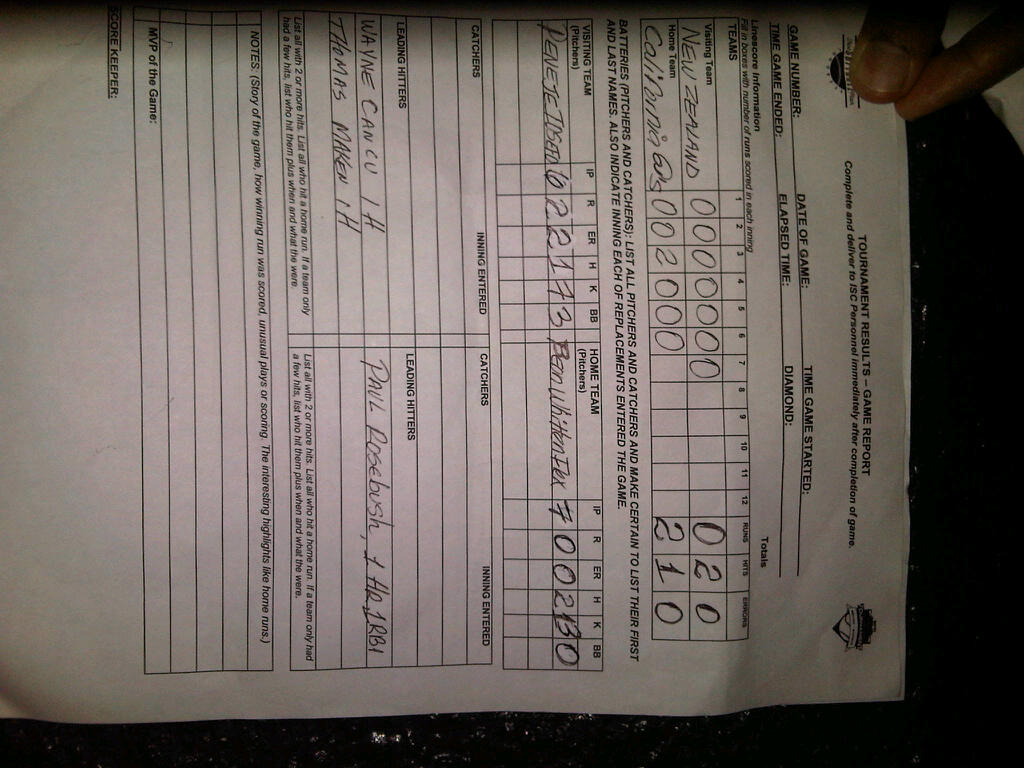 TOURNAMENT RESULTS – GAME REPORT
Complete and deliver to ISC Personnel immediately after completion of game.
GAME NUMBER: DATE OF GAME: TIME GAME STARTED:
TIME GAME ENDED: ELAPSED TIME: DIAMOND:
Linescore Information Totals
Fill in boxes with number of runs scored in each inning
TEAMS 1 2 3 4 5 6 7 8 9 10 11 12 RUNS HITS ERRORS
Visiting Team
NEW ZEALAND 0 0 0 0 0 0 0 0 2 0
Home Team
California 0 0 2 0 0 0 2 1 0
BATTERIES (PITCHERS AND CATCHERS): LIST ALL PITCHERS AND CATCHERS AND MAKE CERTAIN TO LIST THEIR FIRST
AND LAST NAMES. ALSO INDICATE INNING EACH OF REPLACEMENTS ENTERED THE GAME.
VISITING TEAM IP R ER H K BB HOME TEAM IP R ER H K BB
(Pitchers) (Pitchers)
2 2 1 3 Ben 7 0 0 2 13 0
CATCHERS INNING ENTERED CATCHERS INNING ENTERED
LEADING HITTERS LEADING HITTERS
WAYNE 1 H PAUL Rosebush, 1 HR 1RBI
THOMAS MAKEN 1H
List all with 2 or more hits. List all who hit a home run. If a team only
had a few hits, list who hit them plus when and what the were.
List all with 2 or more hits. List all who hit a home run. If a team only had
a few hits, list who hit them plus when and what the were.
NOTES: (Story of the game, how winning run was scored, unusual plays or scoring. The interesting highlights like home runs.)
MVP of the Game:
SCORE KEEPER: